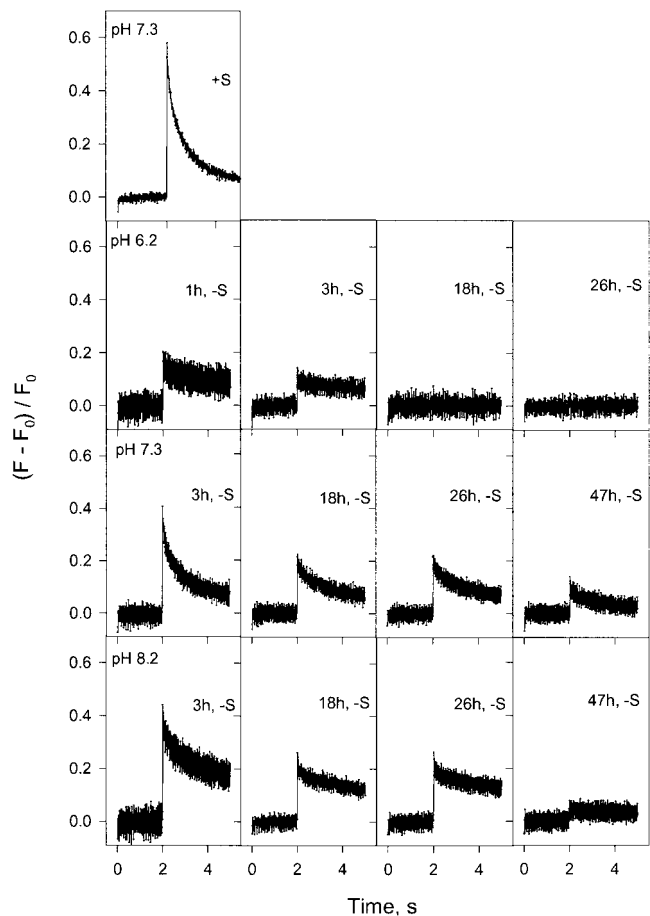 pH 7.3
+S
0.6
0.4
0.2
0.0
pH 6.2
1h, -S
3h, -S
18h, -S
26h, -S
0.6
0.4
0.2
0.0
pH 7.3
3h, -S
18h, -S
26h, -S
47h, -S
0.6
0.4
0.2
0.0
pH 8.2
3h, -S
18h, -S
26h, -S
47h, -S
0.6
0.4
0.2
0.0
0 2 4 0 2 4 0 2 4 0 2 4
Time, s
(F - F0) / F0